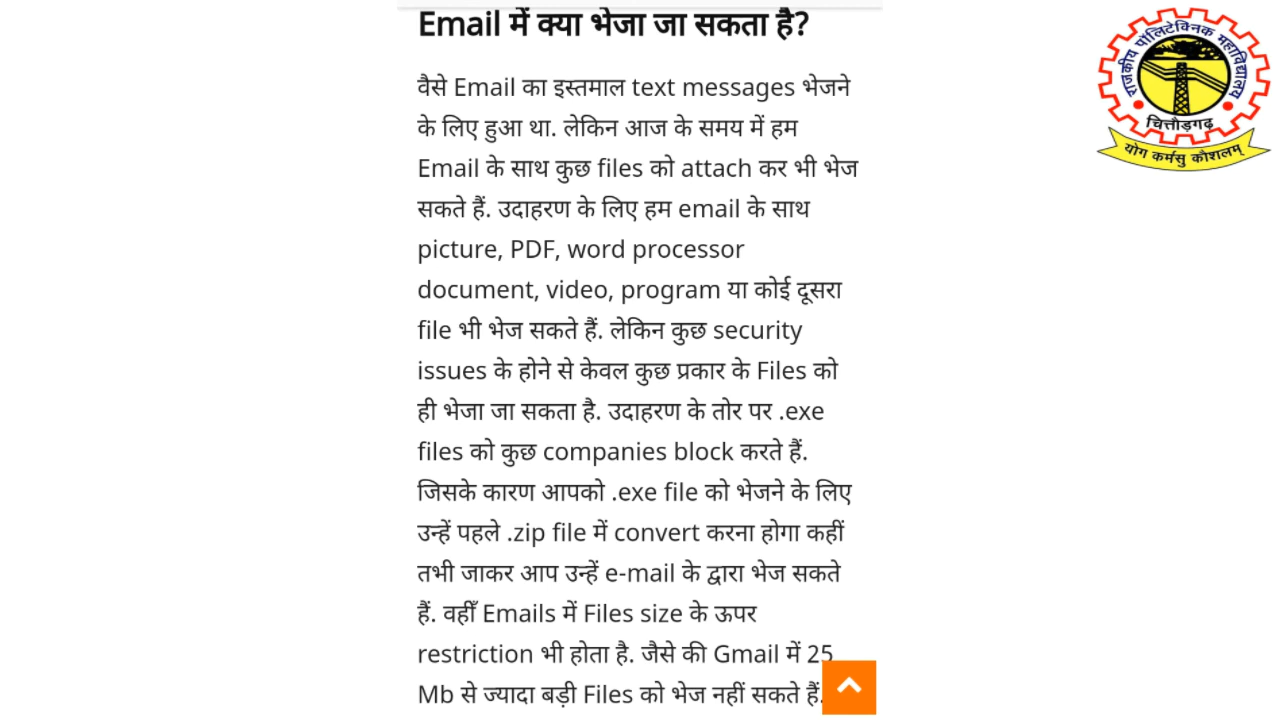 Email में क्या भेजा जा सकता है?
वैसे Email का इस्तमाल text messages भेजने
के लिए हुआ था. लेकिन आज के समय में हम
Email के साथ कुछ files को attach कर भी भेज
सकते हैं. उदाहरण के लिए हम email के साथ
picture, PDF, word processor
document, video, program या कोई दूसरा
file भी भेज सकते हैं. लेकिन कुछ security
issues के होने से केवल कुछ प्रकार के Files को
ही भेजा जा सकता है. उदाहरण के तोर पर .exe
files को कुछ companies block करते हैं.
जिसके कारण आपको .exe file को भेजने के लिए
उन्हें पहले .zip file में convert करना होगा कहीं
तभी जाकर आप उन्हें e-mail के द्वारा भेज सकते
हैं. वहीँ Emails में Files size के ऊपर
restriction भी होता है. जैसे की Gmail में 25
Mb से ज्यादा बड़ी Files को भेज नहीं सकते हैं.
राजकीय पॉलिटेक्निक महाविद्यालय
चित्तौड़गढ़
योग कर्मसु कौशलम्